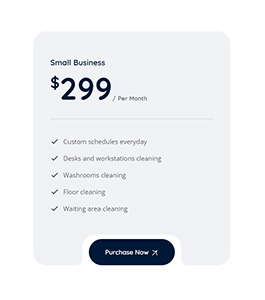 Small Business
$299 / Per Month
Custom schedules everyday
Desks and workstations cleaning
Washrooms cleaning
Floor cleaning
Waiting area cleaning
Purchase Now